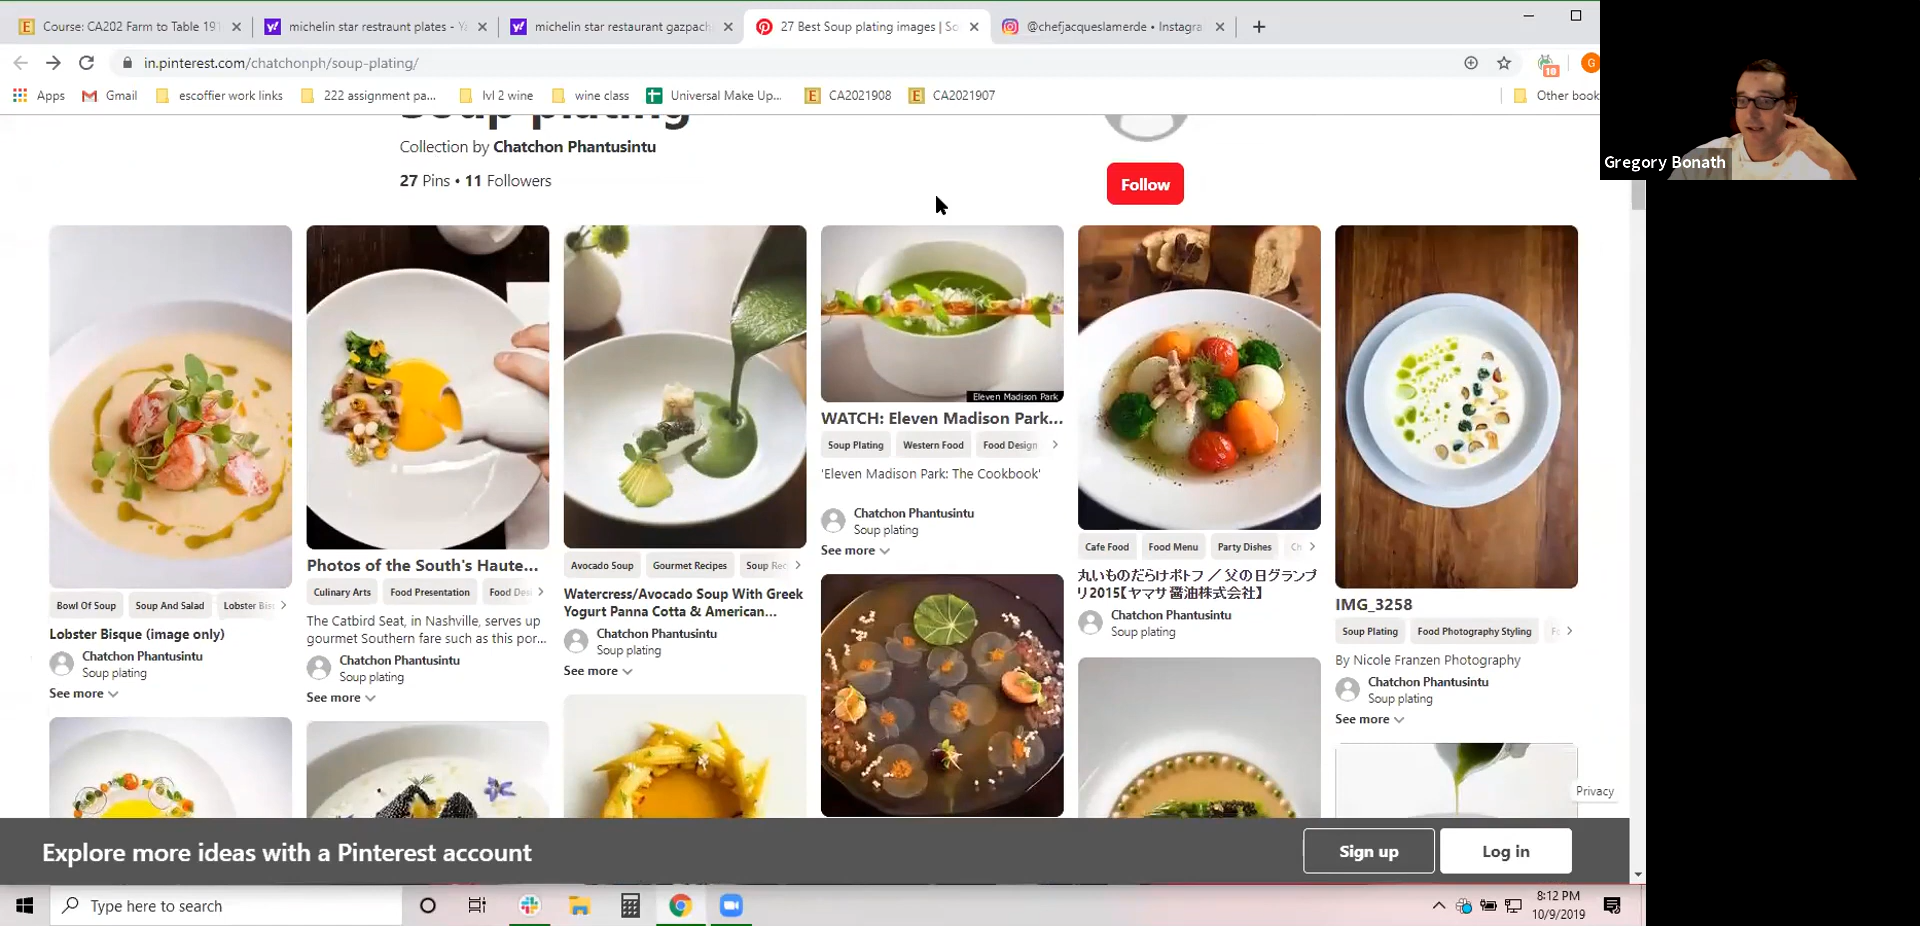 Course: CA202 Farm to Table 191
michelin star restraunt plates - Ya
michelin star restaurant gazpach
27 Best Soup plating images | So
@chefjacqueslamerde • Instagra
in.pinterest.com/chatchonph/soup-plating/
10
G
Apps
Gmail
escoffier work links
222 assignment pa...
lvl 2 wine
wine class
Universal Make Up...
CA2021908
CA2021907
Other book
Gregory Bonath
Soup plating
Collection by Chatchon Phantusintu
27 Pins • 11 Followers
Follow
Bowl Of Soup
Soup And Salad
Lobster Bis
Lobster Bisque (image only)
Chatchon Phantusintu
Soup plating
See more
Photos of the South's Haute...
Culinary Arts
Food Presentation
Food Des
The Catbird Seat, in Nashville, serves up
gourmet Southern fare such as this por...
Chatchon Phantusintu
Soup plating
See more
Avocado Soup
Gourmet Recipes
Soup Rec
Watercress/Avocado Soup With Greek
Yogurt Panna Cotta & American...
Chatchon Phantusintu
Soup plating
See more
Eleven Madison Park
WATCH: Eleven Madison Park...
Soup Plating
Western Food
Food Design
'Eleven Madison Park: The Cookbook'
Chatchon Phantusintu
Soup plating
See more
Cafe Food
Food Menu
Party Dishes
Ch
丸いものだらけポトフ／父の日グランプ
リ2015【ヤマサ醤油株式会社】
Chatchon Phantusintu
Soup plating
IMG_3258
Soup Plating
Food Photography Styling
Fo
By Nicole Franzen Photography
Chatchon Phantusintu
Soup plating
See more
Privacy
Explore more ideas with a Pinterest account
Sign up
Log in
Type here to search
8:12 PM
10/9/2019